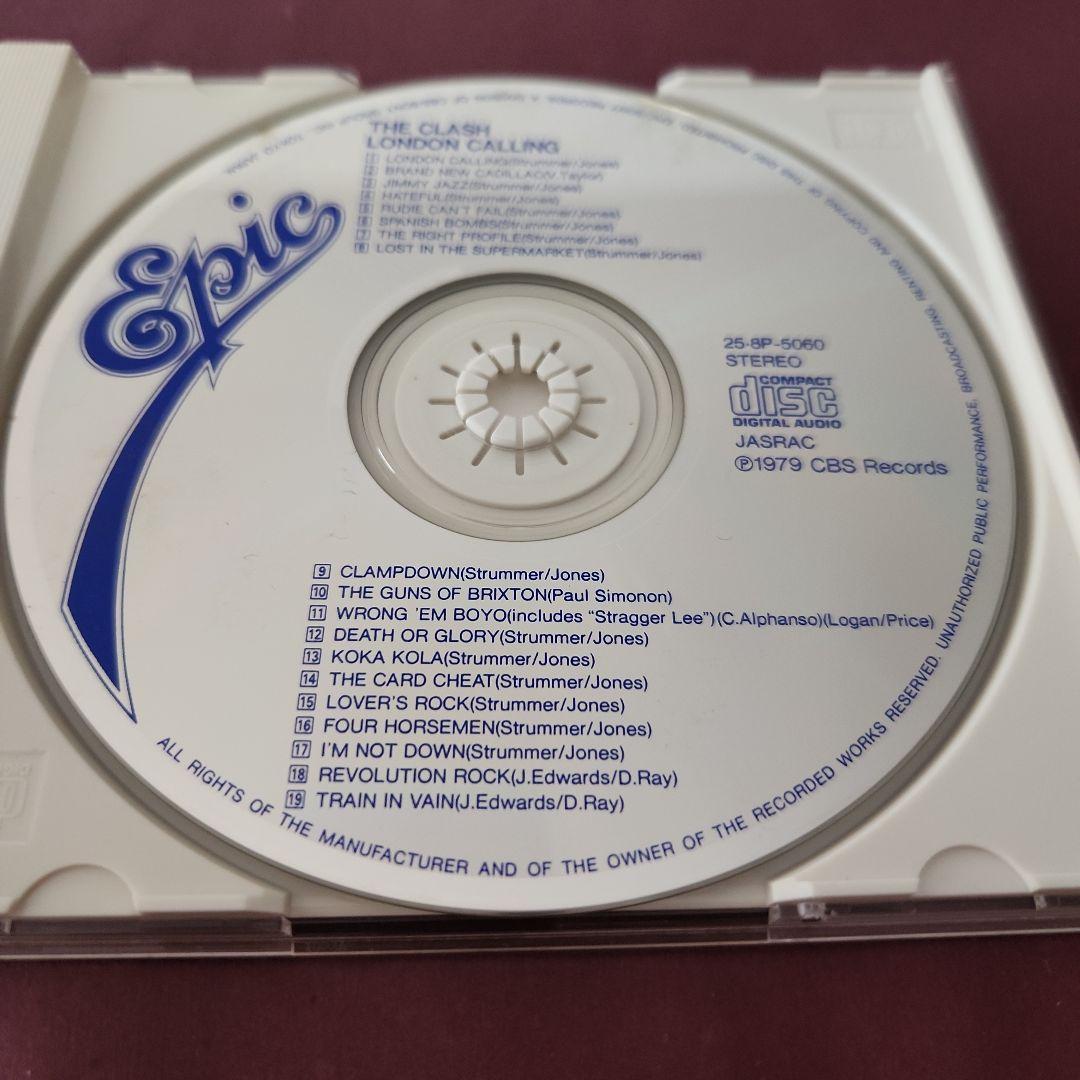 THE CLASH
LONDON CALLING
1 LONDON CALLING(Strummer/Jones)
2 BRAND NEW CADILLAC(V.Taylor)
3 JIMMY JAZZ(Strummer/Jones)
4 HATEFUL(Strummer/Jones)
5 RUDIE CAN'T FAIL(Strummer/Jones)
6 SPANISH BOMBS(Strummer/Jones)
7 THE RIGHT PROFILE(Strummer/Jones)
8 LOST IN THE SUPERMARKET(Strummer/Jones)
Epic
25·8P-5060
STEREO
COMPACT
disc
DIGITAL AUDIO
JASRAC
℗1979 CBS Records
9 CLAMPDOWN(Strummer/Jones)
10 THE GUNS OF BRIXTON(Paul Simonon)
11 WRONG 'EM BOYO(includes "Stragger Lee")(C.Alphanso)(Logan/Price)
12 DEATH OR GLORY(Strummer/Jones)
13 KOKA KOLA(Strummer/Jones)
14 THE CARD CHEAT(Strummer/Jones)
15 LOVER'S ROCK(Strummer/Jones)
16 FOUR HORSEMEN(Strummer/Jones)
17 I'M NOT DOWN(Strummer/Jones)
18 REVOLUTION ROCK(J.Edwards/D.Ray)
19 TRAIN IN VAIN(J.Edwards/D.Ray)
ALL RIGHTS OF THE MANUFACTURER AND OF THE OWNER OF THE RECORDED WORKS RESERVED. UNAUTHORIZED PUBLIC PERFORMANCE, BROADCASTING, RENTING AND COPYING OF THIS DISC PROHIBITED.